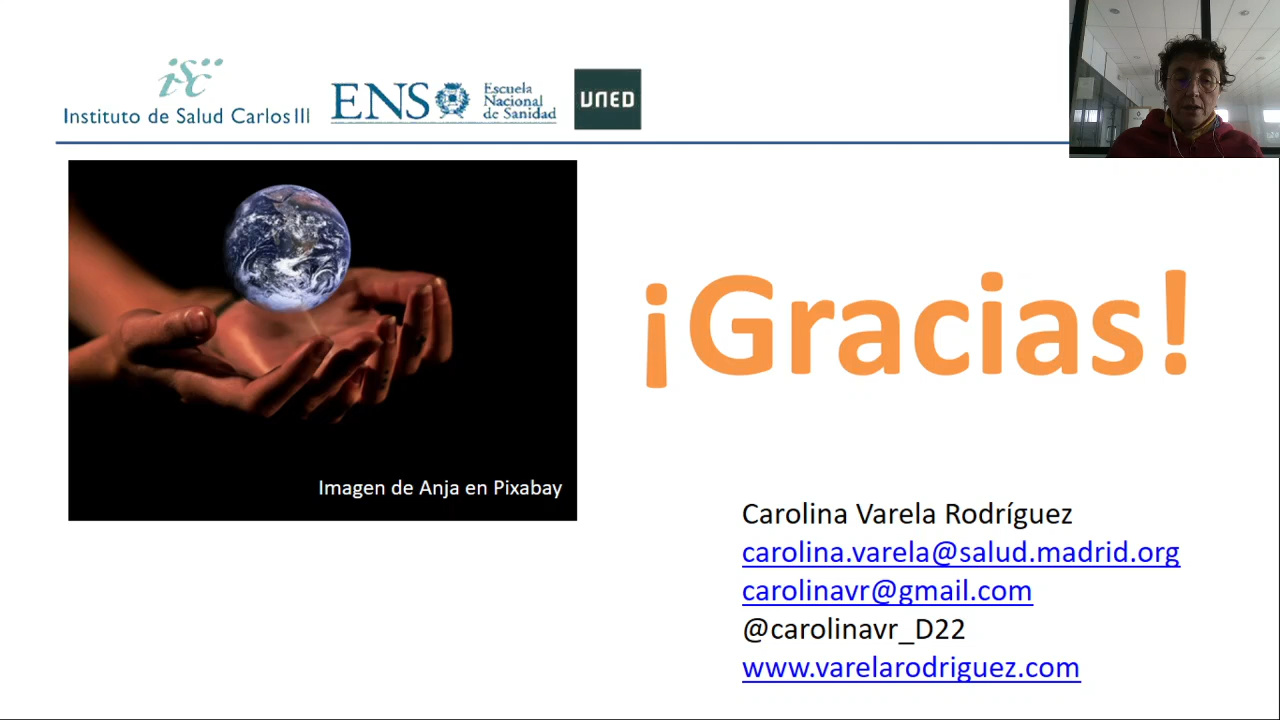 isc
Instituto de Salud Carlos III
ENS
Escuela
Nacional
de Sanidad
UNED
¡Gracias!
Imagen de Anja en Pixabay
Carolina Varela Rodríguez
carolina.varela@salud.madrid.org
carolinavr@gmail.com
@carolinavr_D22
www.varelarodriguez.com